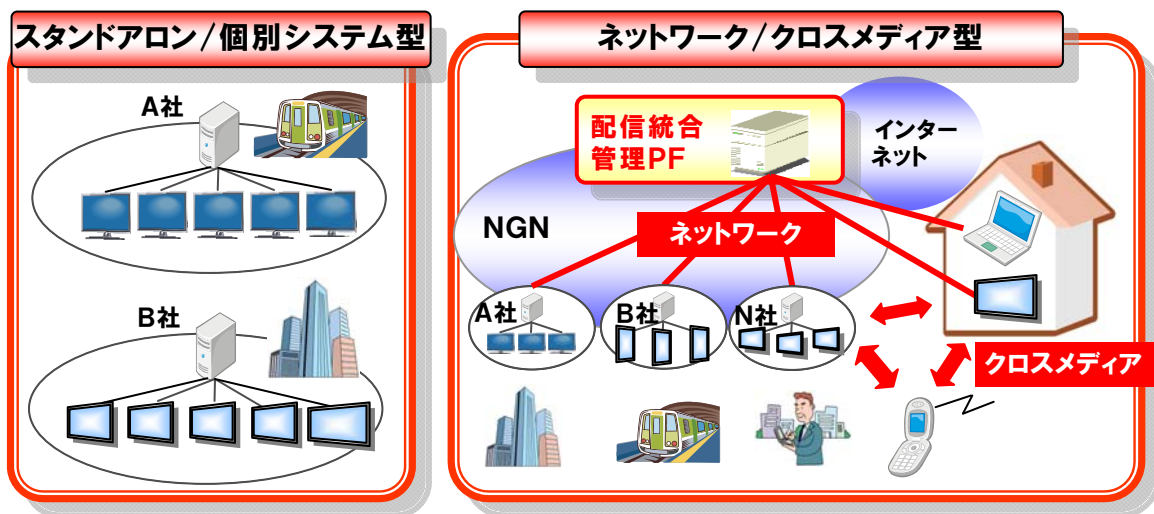 スタンドアロン/個別システム型
A社
B社
ネットワーク/クロスメディア型
配信統合
管理PF
インター
ネット
NGN
ネットワーク
A社
B社
N社
クロスメディア